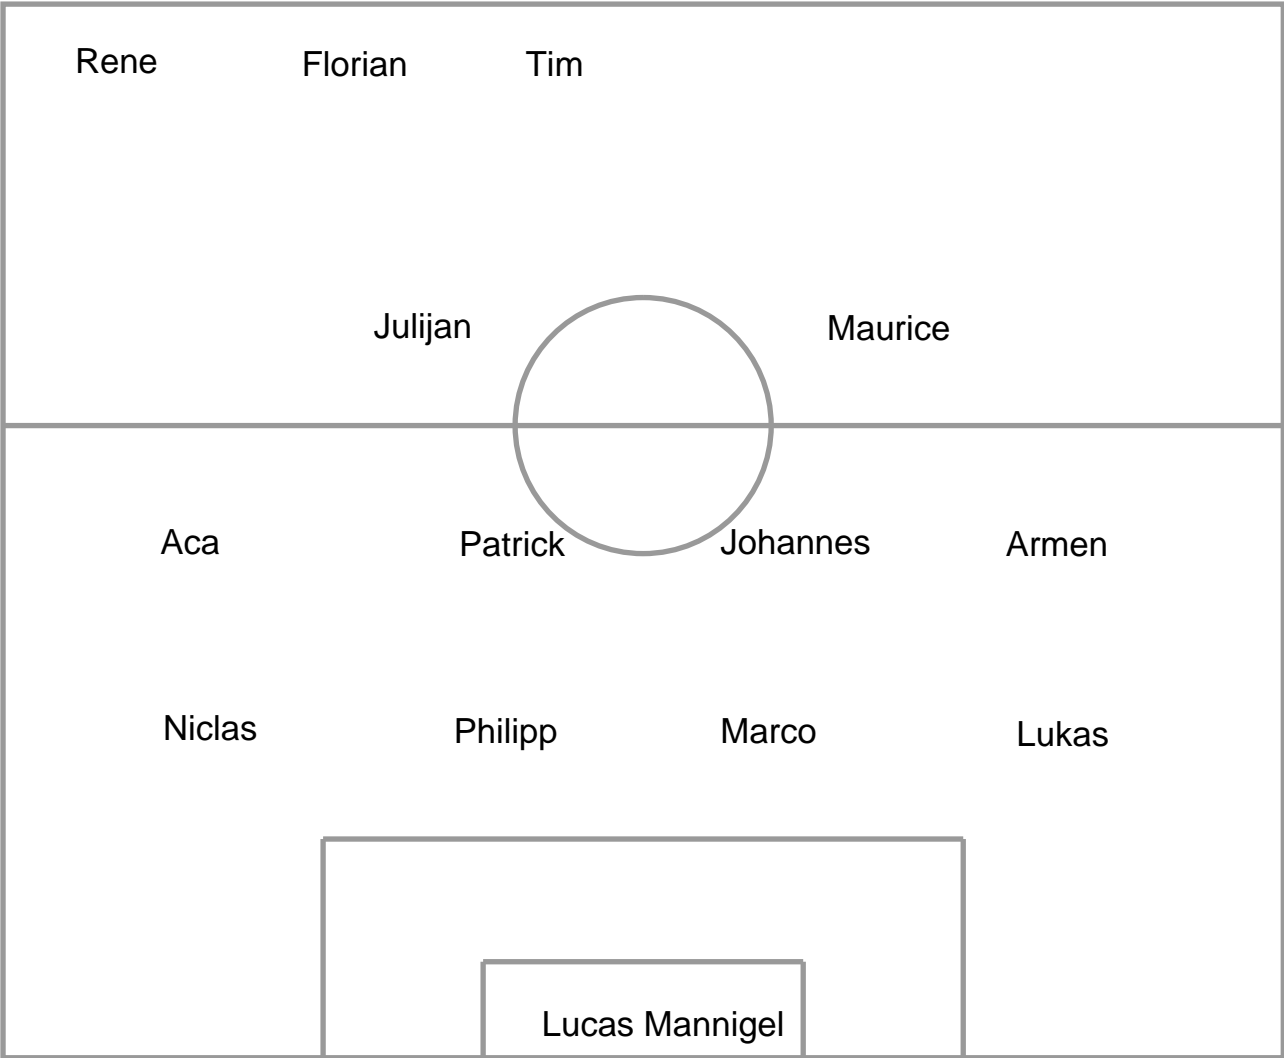 Rene Florian Tim
Julijan Maurice
Aca Patrick Johannes Armen
Niclas Philipp Marco Lukas
Lucas Mannigel